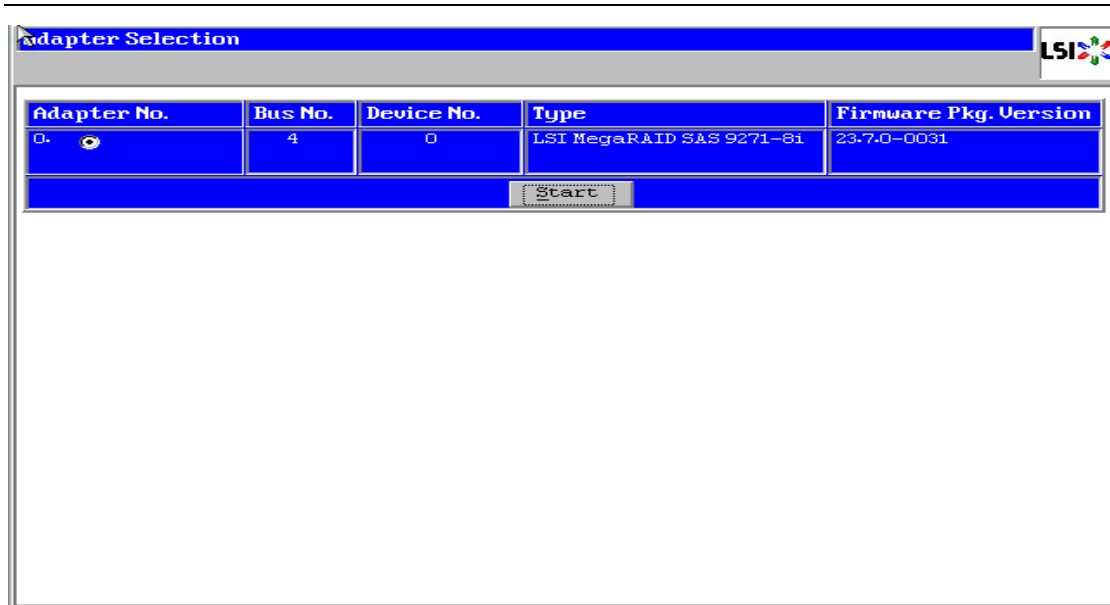 Adapter Selection
LSI
Adapter No. Bus No. Device No. Type Firmware Pkg. Version
0. 4 0 LSI MegaRAID SAS 9271-8i 23.7.0-0031
Start